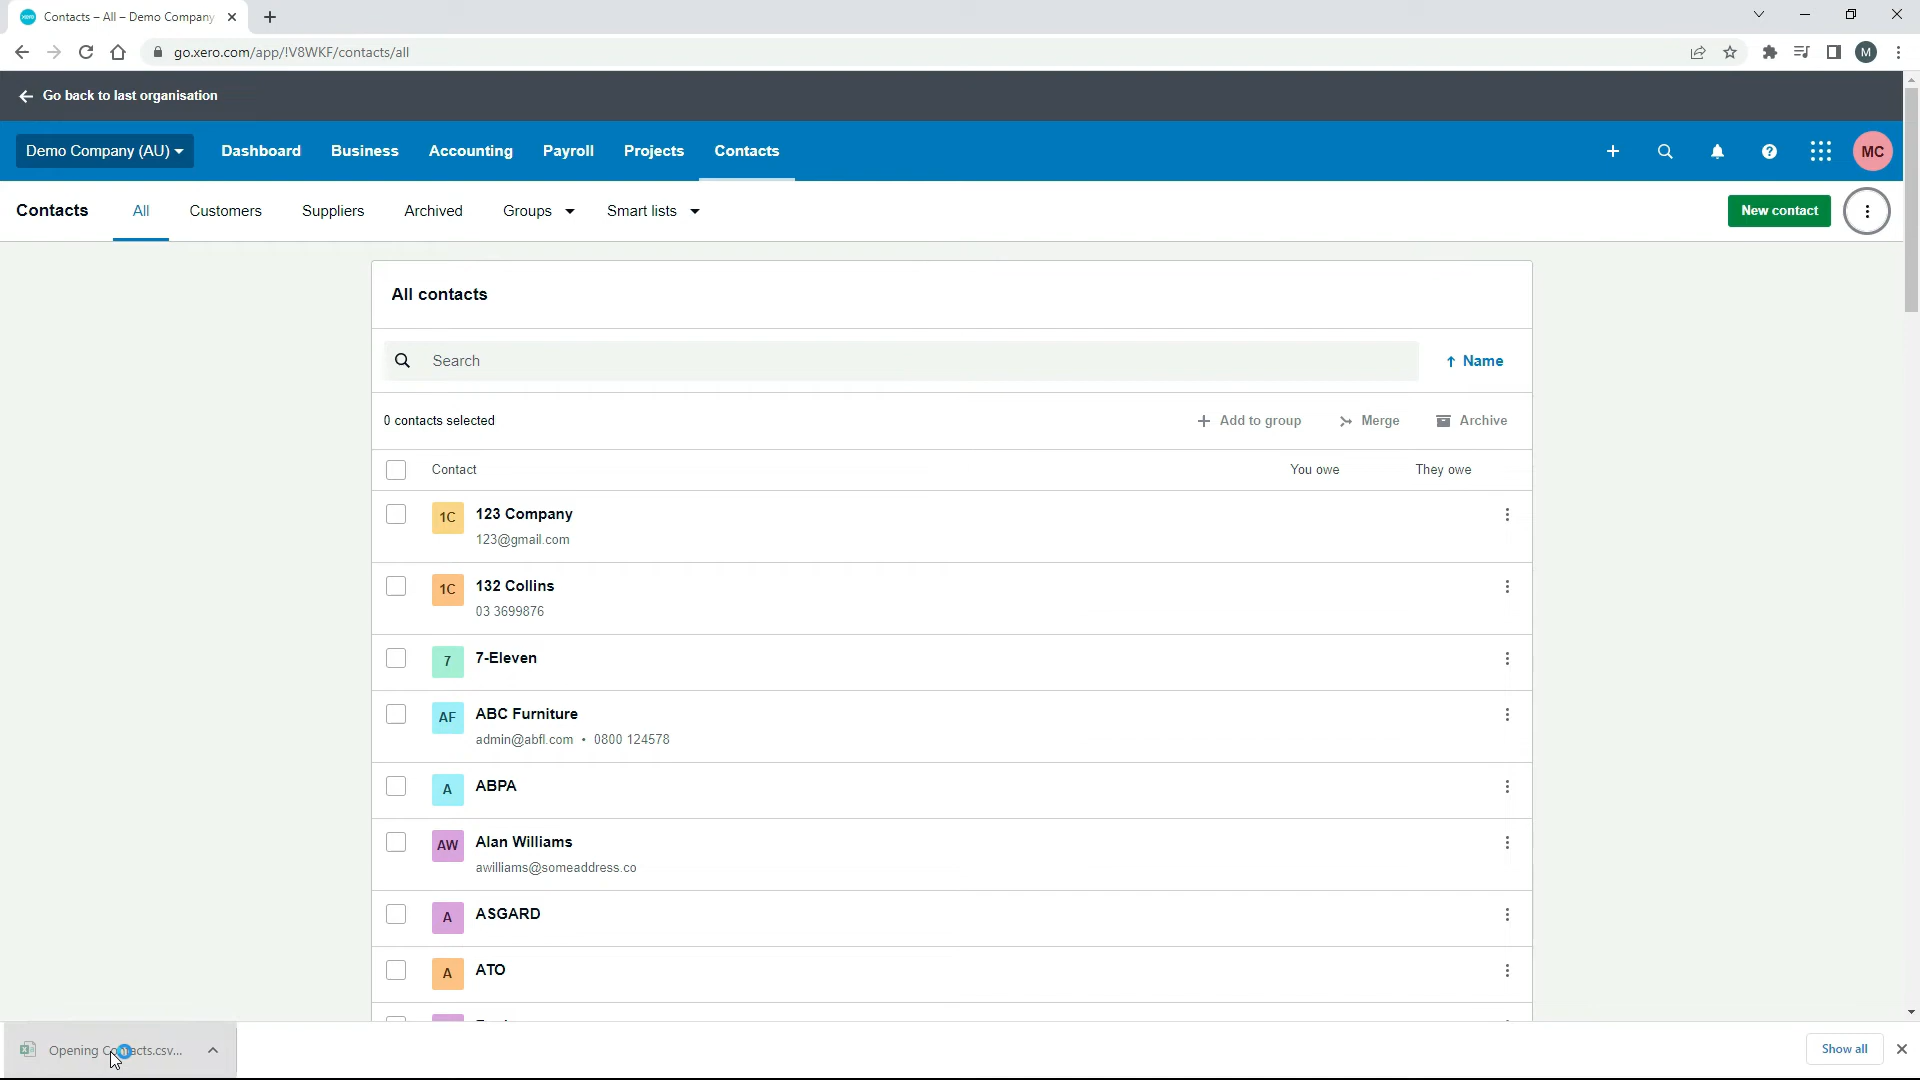 Contacts – All – Demo Company
go.xero.com/app/!V8WKF/contacts/all
M
Go back to last organisation
Demo Company (AU)
Dashboard
Business
Accounting
Payroll
Projects
Contacts
MC
Contacts
All
Customers
Suppliers
Archived
Groups
Smart lists
New contact
All contacts
Search
Name
0 contacts selected
Add to group
Merge
Archive
Contact
You owe
They owe
1C
123 Company
123@gmail.com
1C
132 Collins
03 3699876
7
7-Eleven
AF
ABC Furniture
admin@abfl.com • 0800 124578
A
ABPA
AW
Alan Williams
awilliams@someaddress.co
A
ASGARD
A
ATO
Opening Contacts.csv...
Show all